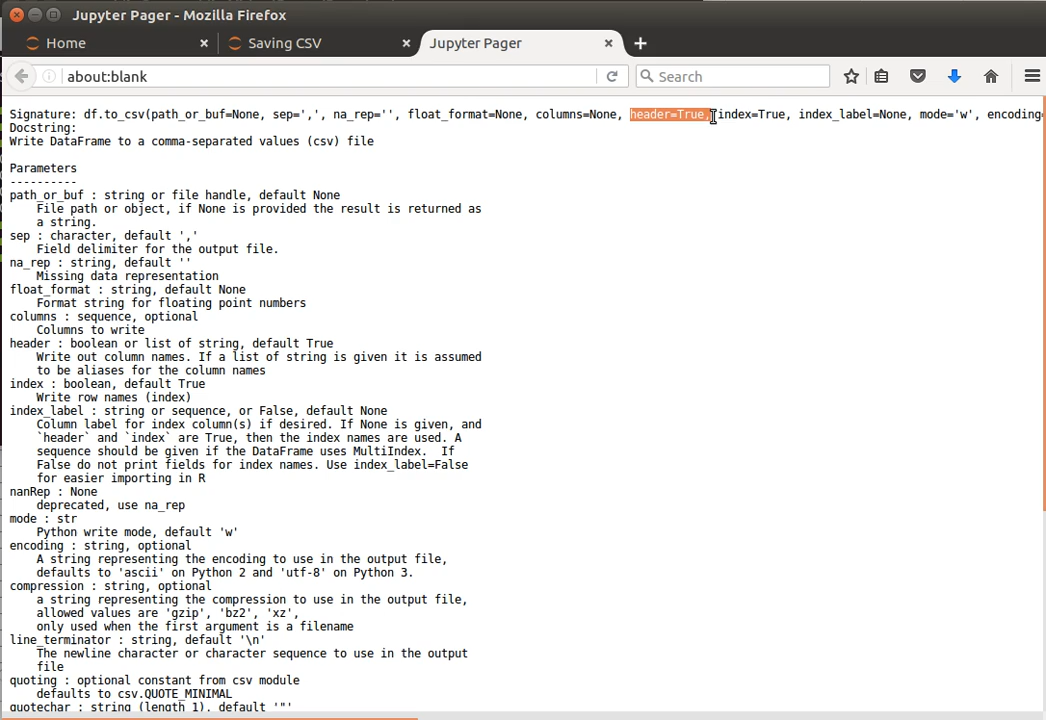 Jupyter Pager - Mozilla Firefox
Home
Saving CSV
Jupyter Pager
about:blank
Search
Signature: df.to_csv(path_or_buf=None, sep=',', na_rep='', float_format=None, columns=None, header=True, index=True, index_label=None, mode='w', encoding=
Docstring:
Write DataFrame to a comma-separated values (csv) file
Parameters
----------
path_or_buf : string or file handle, default None
File path or object, if None is provided the result is returned as
a string.
sep : character, default ','
Field delimiter for the output file.
na_rep : string, default ''
Missing data representation
float_format : string, default None
Format string for floating point numbers
columns : sequence, optional
Columns to write
header : boolean or list of string, default True
Write out column names. If a list of string is given it is assumed
to be aliases for the column names
index : boolean, default True
Write row names (index)
index_label : string or sequence, or False, default None
Column label for index column(s) if desired. If None is given, and
`header` and `index` are True, then the index names are used. A
sequence should be given if the DataFrame uses MultiIndex.  If
False do not print fields for index names. Use index_label=False
for easier importing in R
nanRep : None
deprecated, use na_rep
mode : str
Python write mode, default 'w'
encoding : string, optional
A string representing the encoding to use in the output file,
defaults to 'ascii' on Python 2 and 'utf-8' on Python 3.
compression : string, optional
a string representing the compression to use in the output file,
allowed values are 'gzip', 'bz2', 'xz',
only used when the first argument is a filename
line_terminator : string, default '\n'
The newline character or character sequence to use in the output
file
quoting : optional constant from csv module
defaults to csv.QUOTE_MINIMAL
quotechar : string (length 1), default '"'